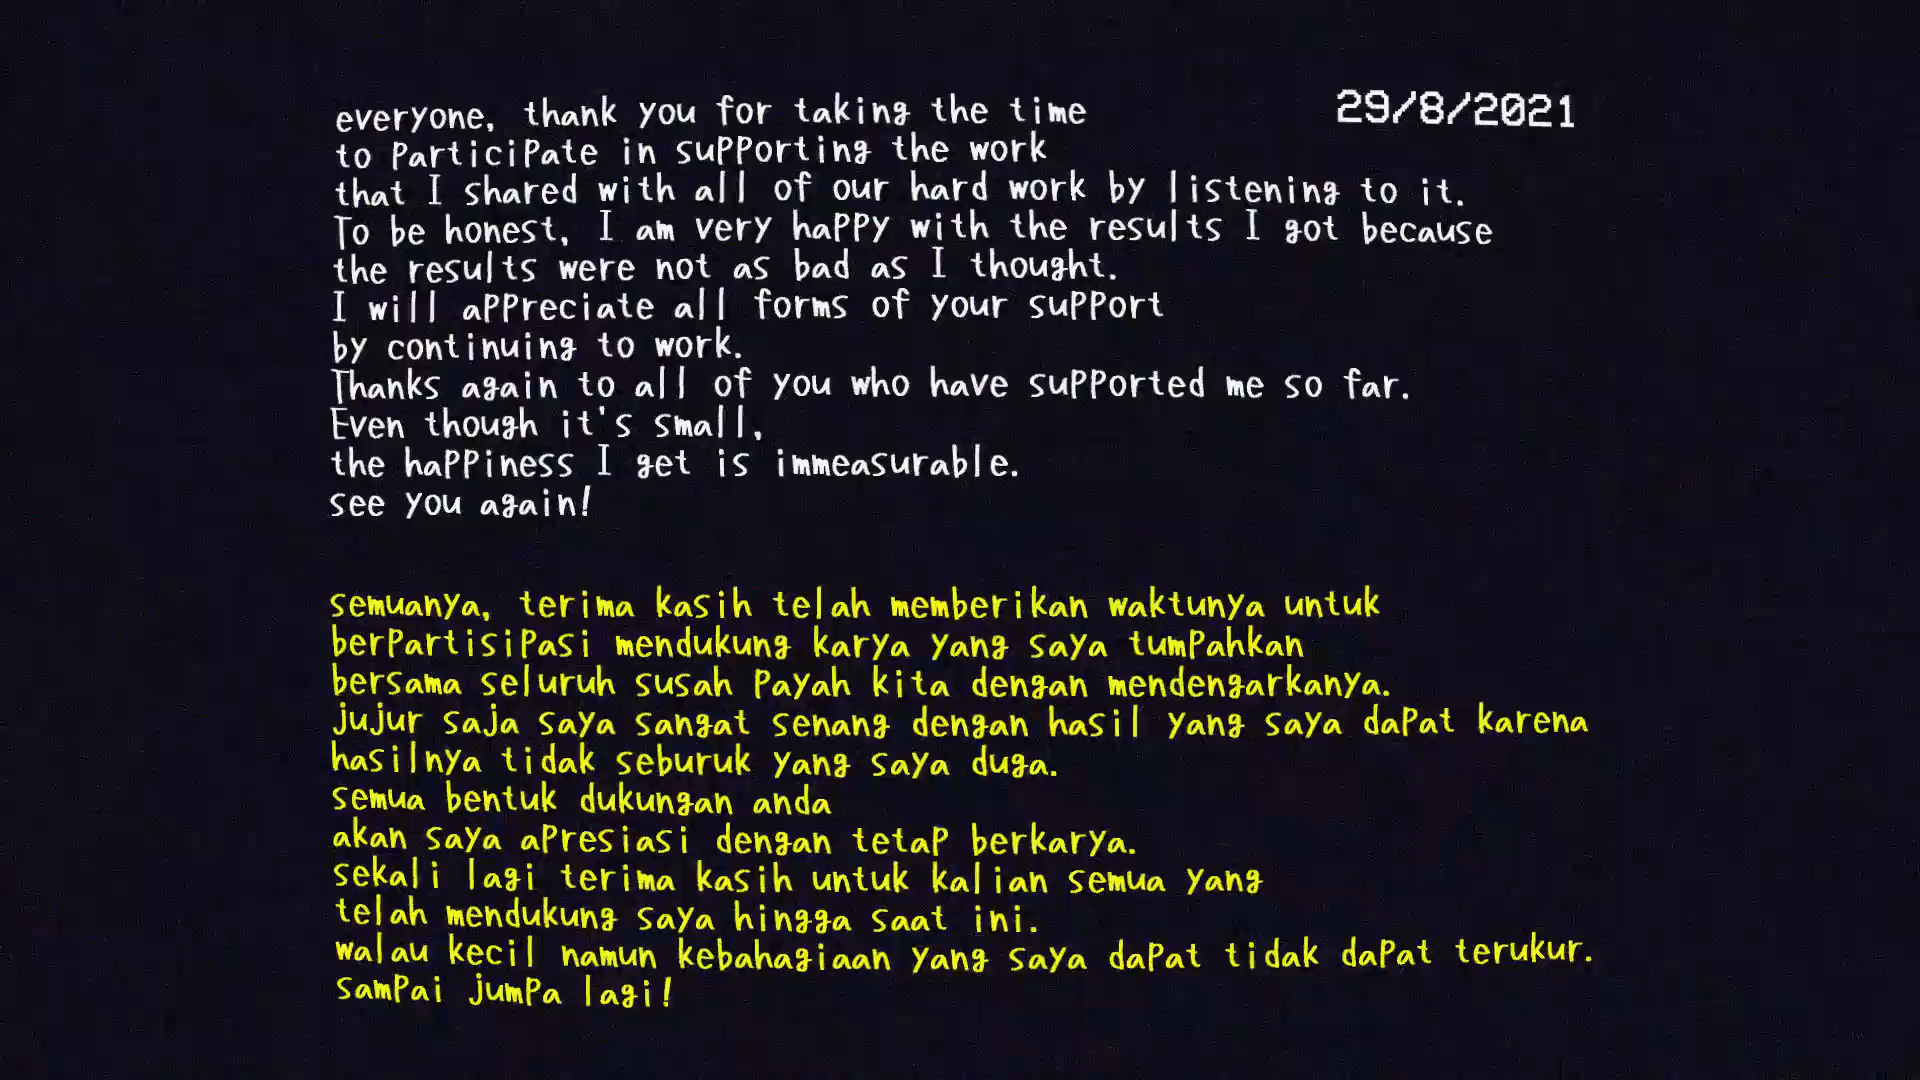 everyone, thank you for taking the time
29/8/2021
to participate in supporting the work
that I shared with all of our hard work by listening to it.
To be honest, I am very happy with the results I got because
the results were not as bad as I thought.
I will appreciate all forms of your support
by continuing to work.
Thanks again to all of you who have supported me so far.
Even though it's small,
the happiness I get is immeasurable.
see you again!
semuanya, terima kasih telah memberikan waktunya untuk
berpartisipasi mendukung karya yang saya tumpahkan
bersama seluruh susah payah kita dengan mendengarkanya.
jujur saja saya sangat senang dengan hasil yang saya dapat karena
hasilnya tidak seburuk yang saya duga.
semua bentuk dukungan anda
akan saya apresiasi dengan tetap berkarya.
sekali lagi terima kasih untuk kalian semua yang
telah mendukung saya hingga saat ini.
walau kecil namun kebahagiaan yang saya dapat tidak dapat terukur.
sampai jumpa lagi!